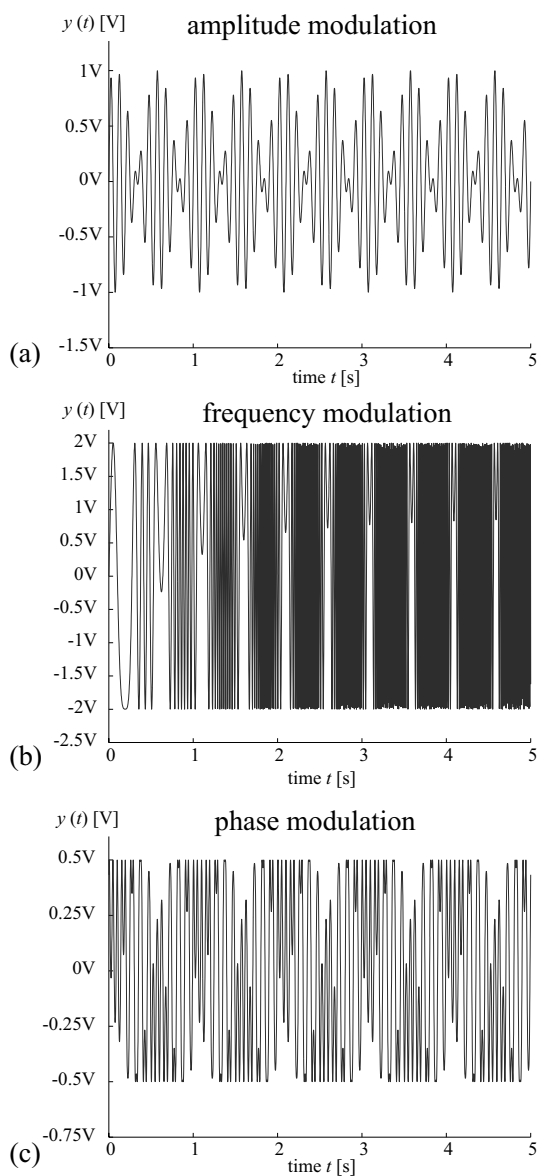 y (t) [V]
amplitude modulation
1V
0.5V
0V
-0.5V
-1V
-1.5V
0 1 2 3 4 5
time t [s]
(a)
y (t) [V]
frequency modulation
2V
1.5V
1V
0.5V
0V
-0.5V
-1V
-1.5V
-2V
-2.5V
0 1 2 3 4 5
time t [s]
(b)
y (t) [V]
phase modulation
0.5V
0.25V
0V
-0.25V
-0.5V
-0.75V
0 1 2 3 4 5
time t [s]
(c)